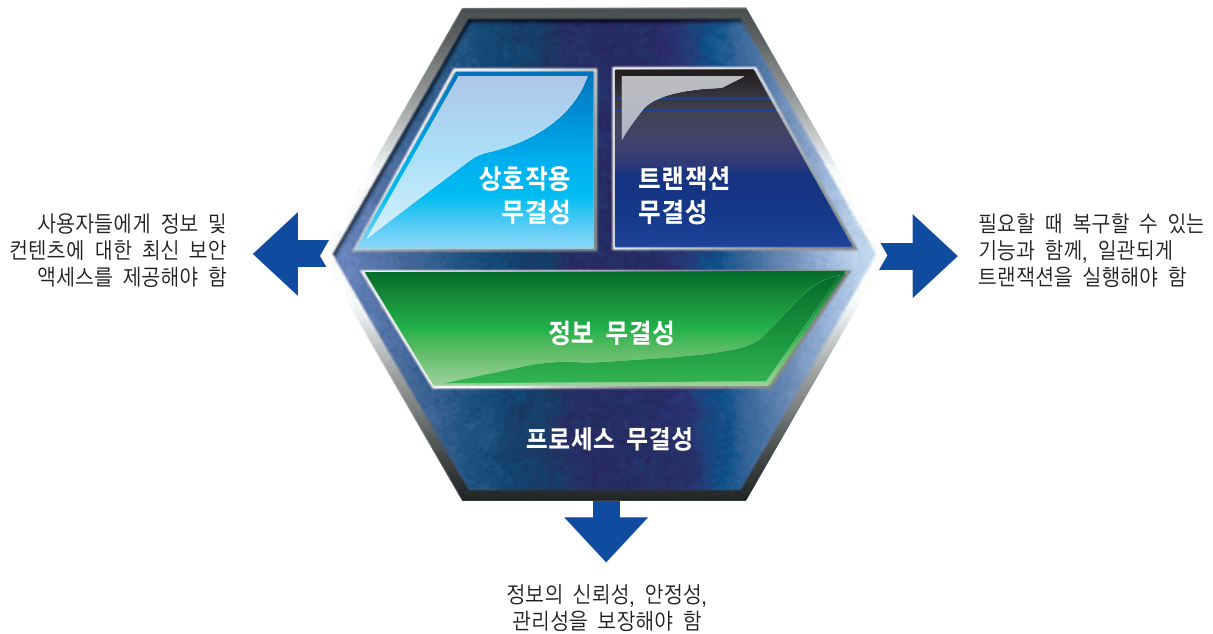 상호작용
무결성
트랜잭션
무결성
사용자들에게 정보 및
컨텐츠에 대한 최신 보안
액세스를 제공해야 함
필요할 때 복구할 수 있는
기능과 함께, 일관되게
트랜잭션을 실행해야 함
정보 무결성
프로세스 무결성
정보의 신뢰성, 안정성,
관리성을 보장해야 함